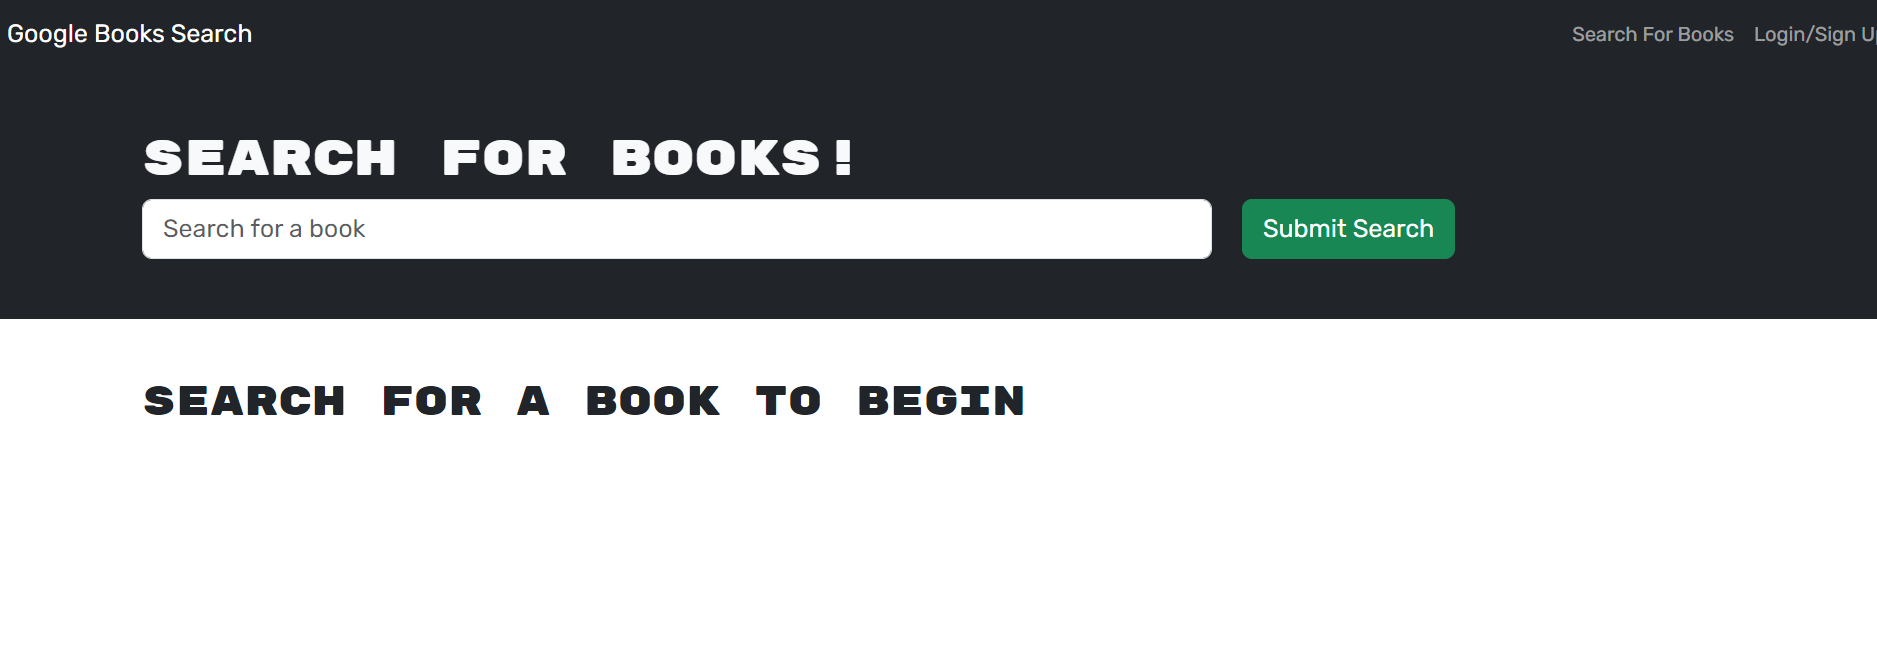 Google Books Search
Search For Books
Login/Sign U
SEARCH FOR BOOKS!
Search for a book
Submit Search
SEARCH FOR A BOOK TO BEGIN